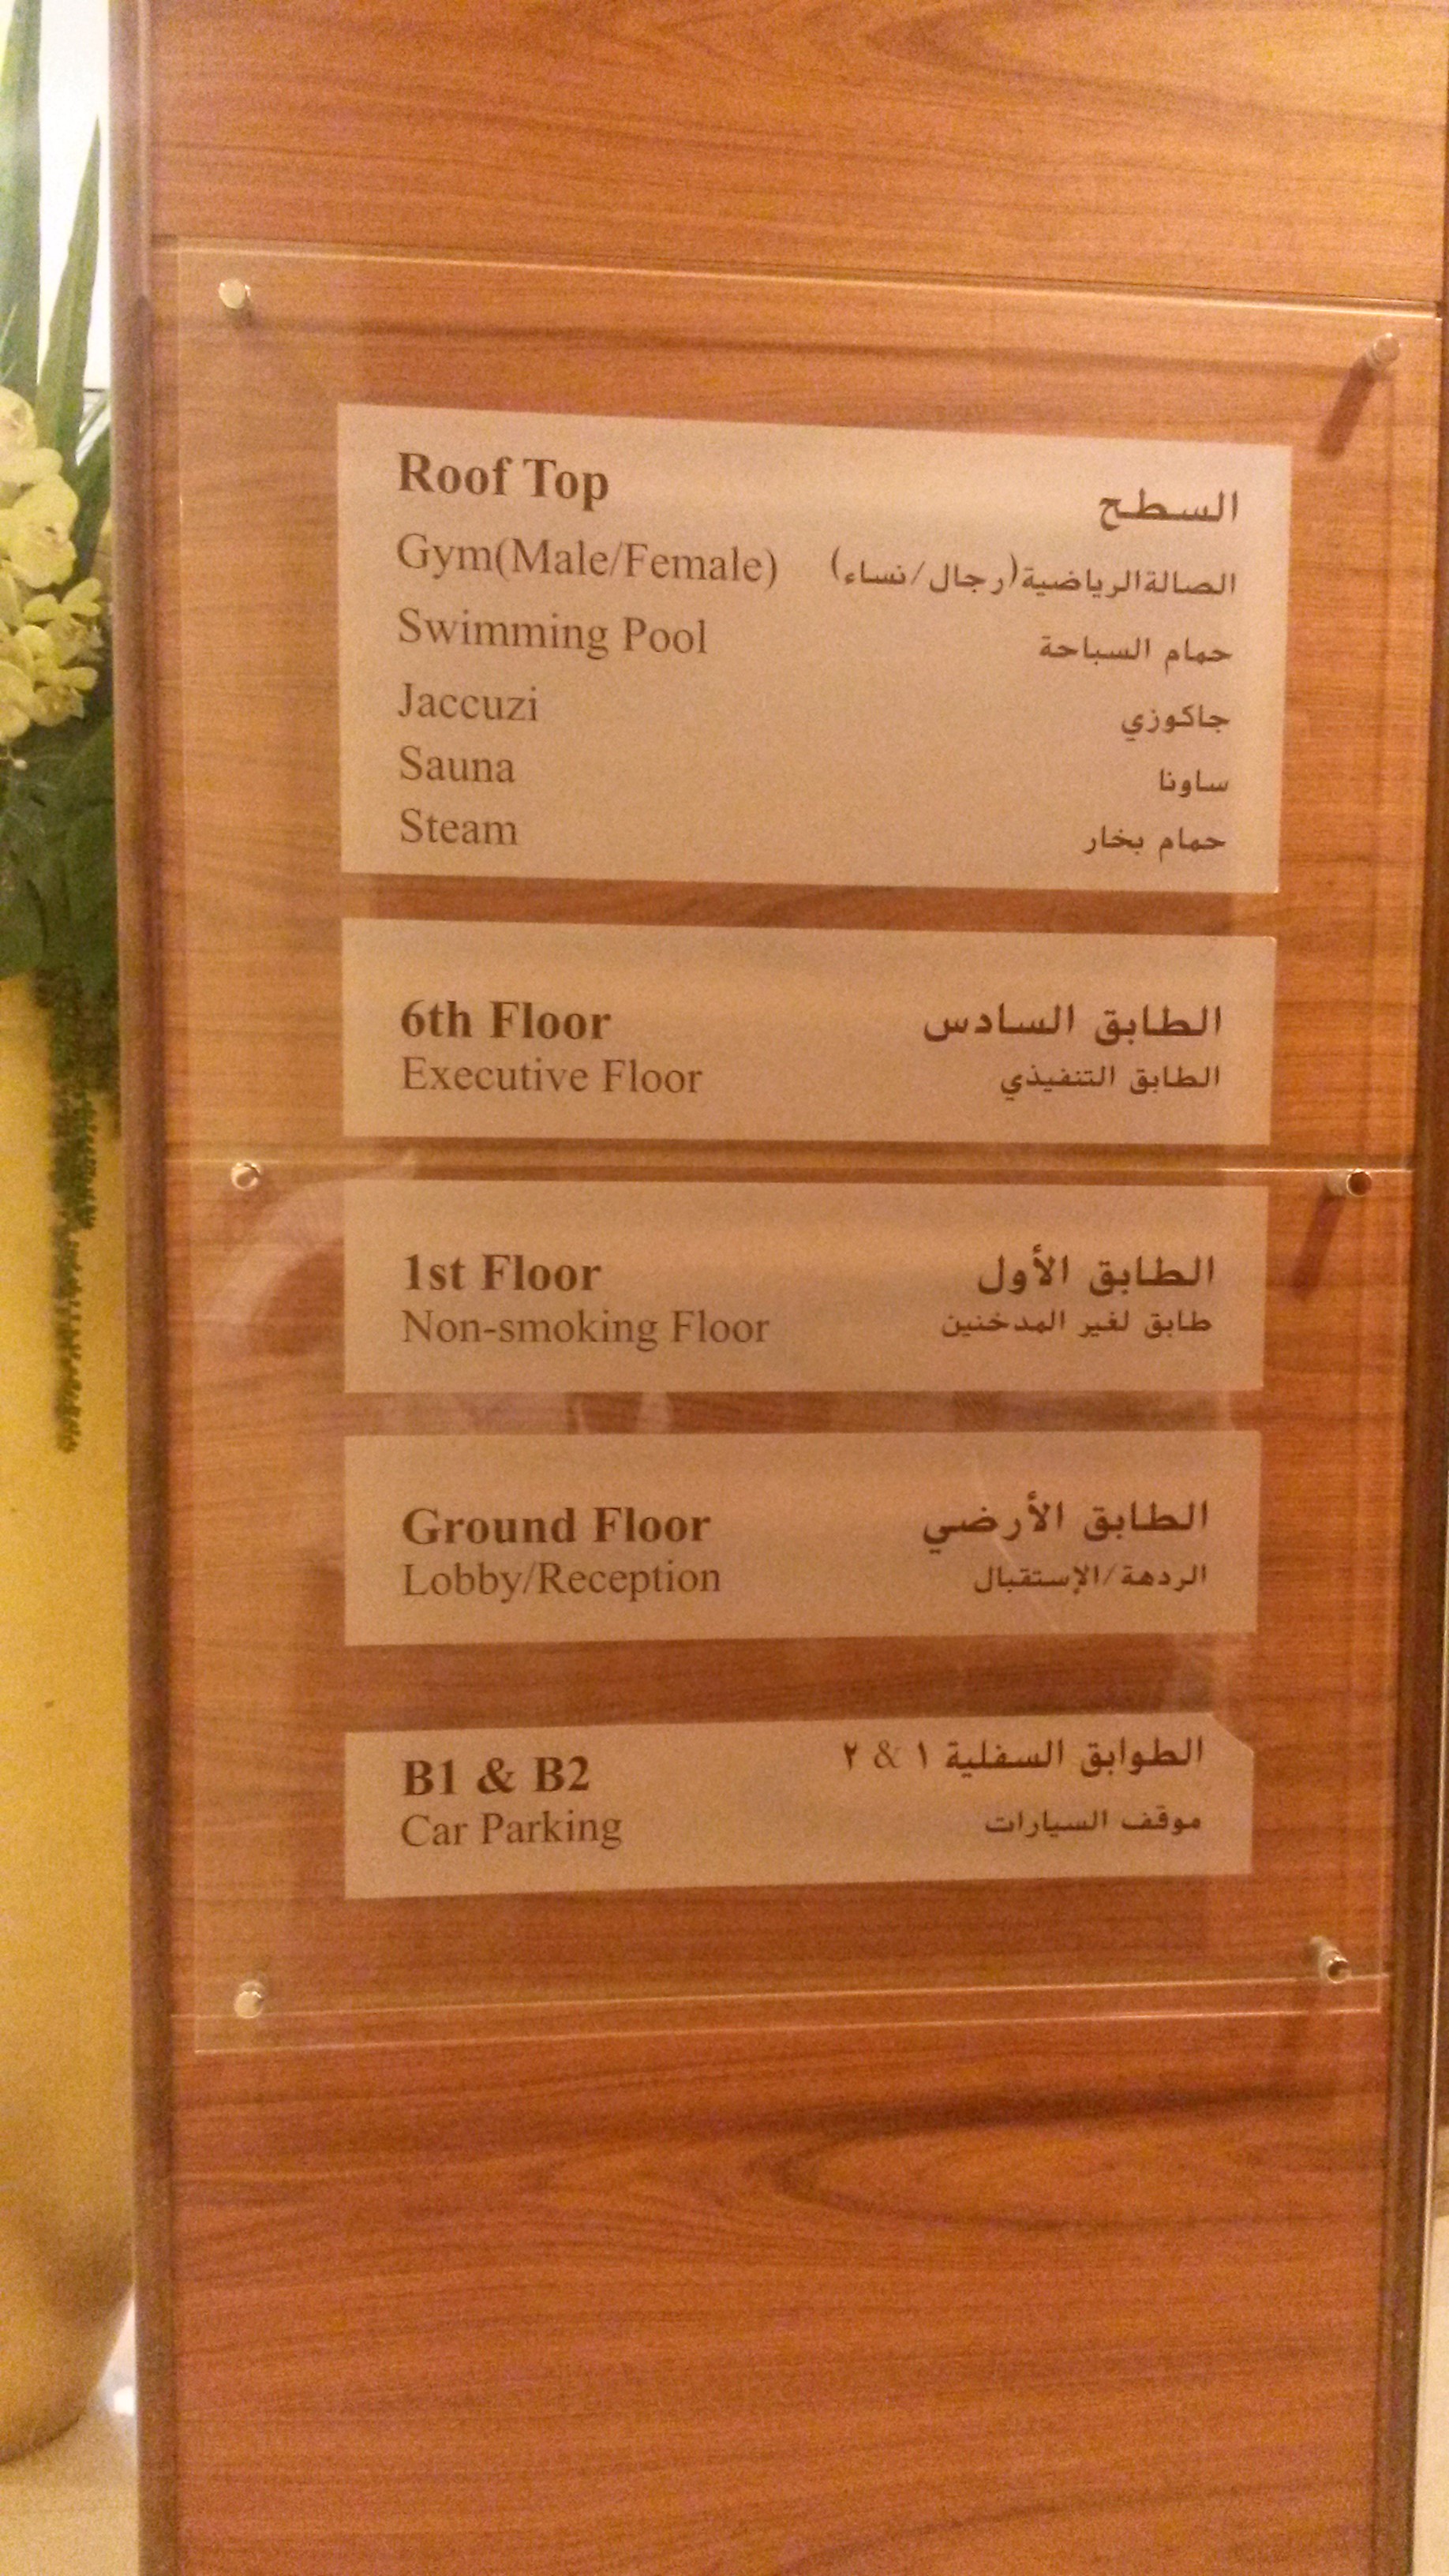 Roof Top
السطح
Gym(Male/Female)
الصالةالرياضية(رجال/نساء)
Swimming Pool
حمام السباحة
Jaccuzi
جاكوزي
Sauna
ساونا
Steam
حمام بخار
6th Floor
الطابق السادس
Executive Floor
الطابق التنفيذي
1st Floor
الطابق الأول
Non-smoking Floor
طابق لغير المدخنين
Ground Floor
الطابق الأرضي
Lobby/Reception
الردهة/الإستقبال
B1 & B2
الطوابق السفلية ١ & ٢
Car Parking
موقف السيارات